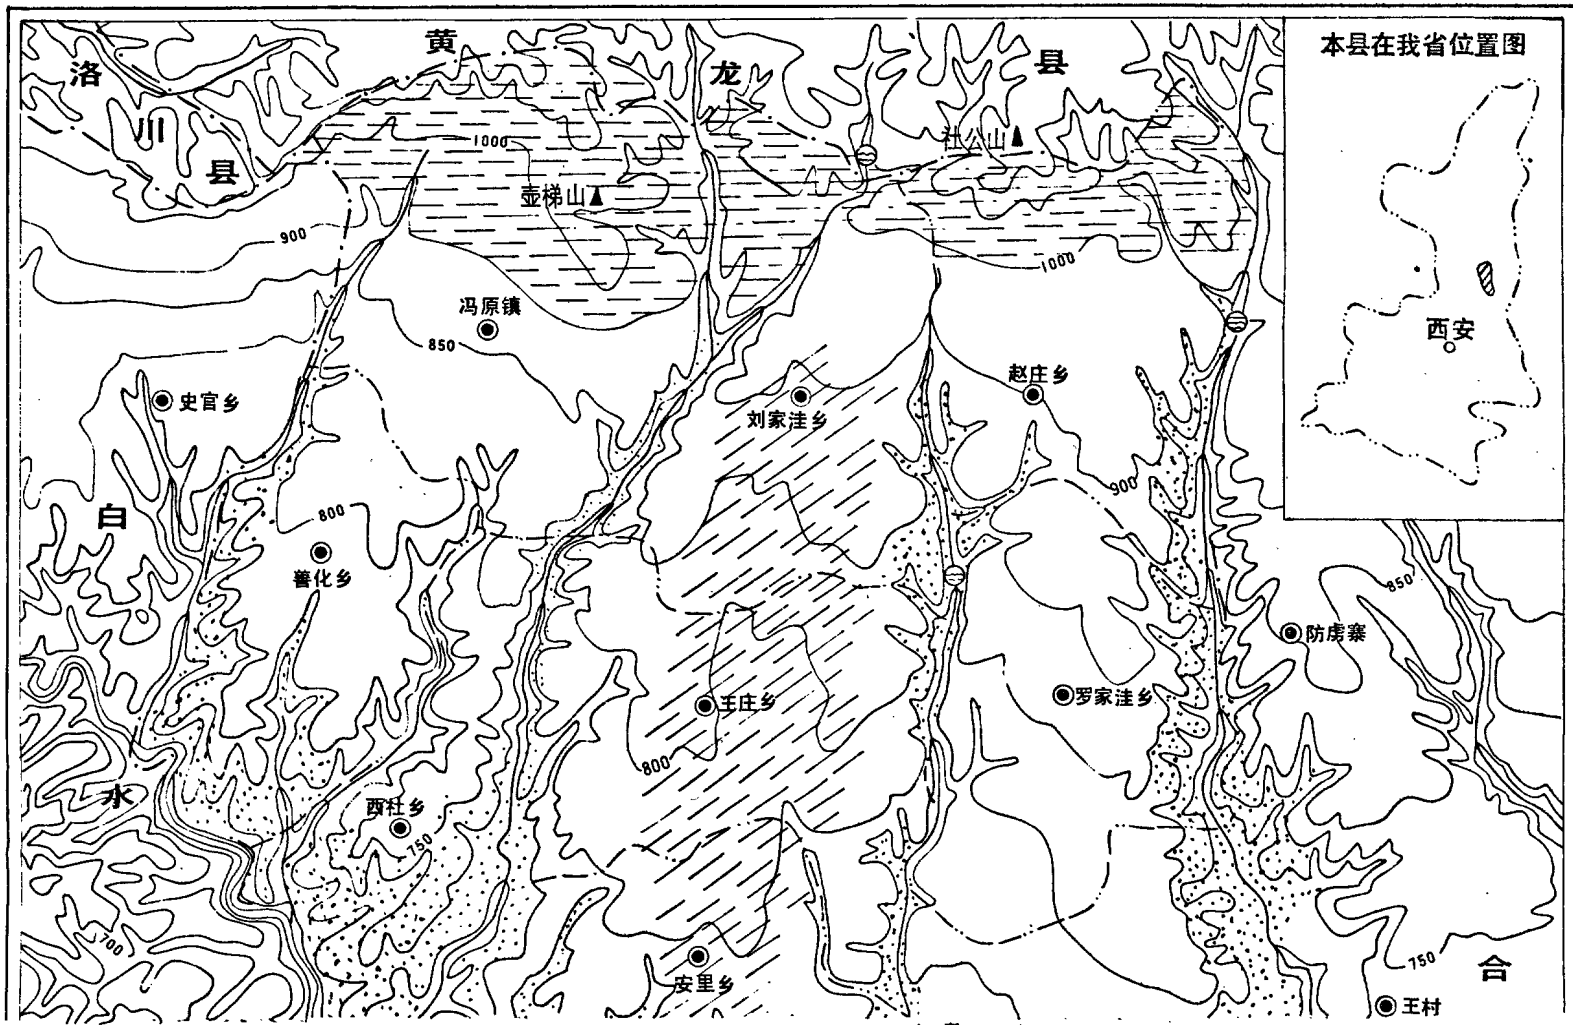 本县在我省位置图
西安
洛
川
县
黄
龙
县
社公山
壶梯山
1000
900
1000
冯原镇
850
史官乡
刘家洼乡
赵庄乡
900
白
800
善化乡
850
防虏寨
罗家洼乡
王庄乡
800
水
西杜乡
750
700
安里乡
750
合
王村